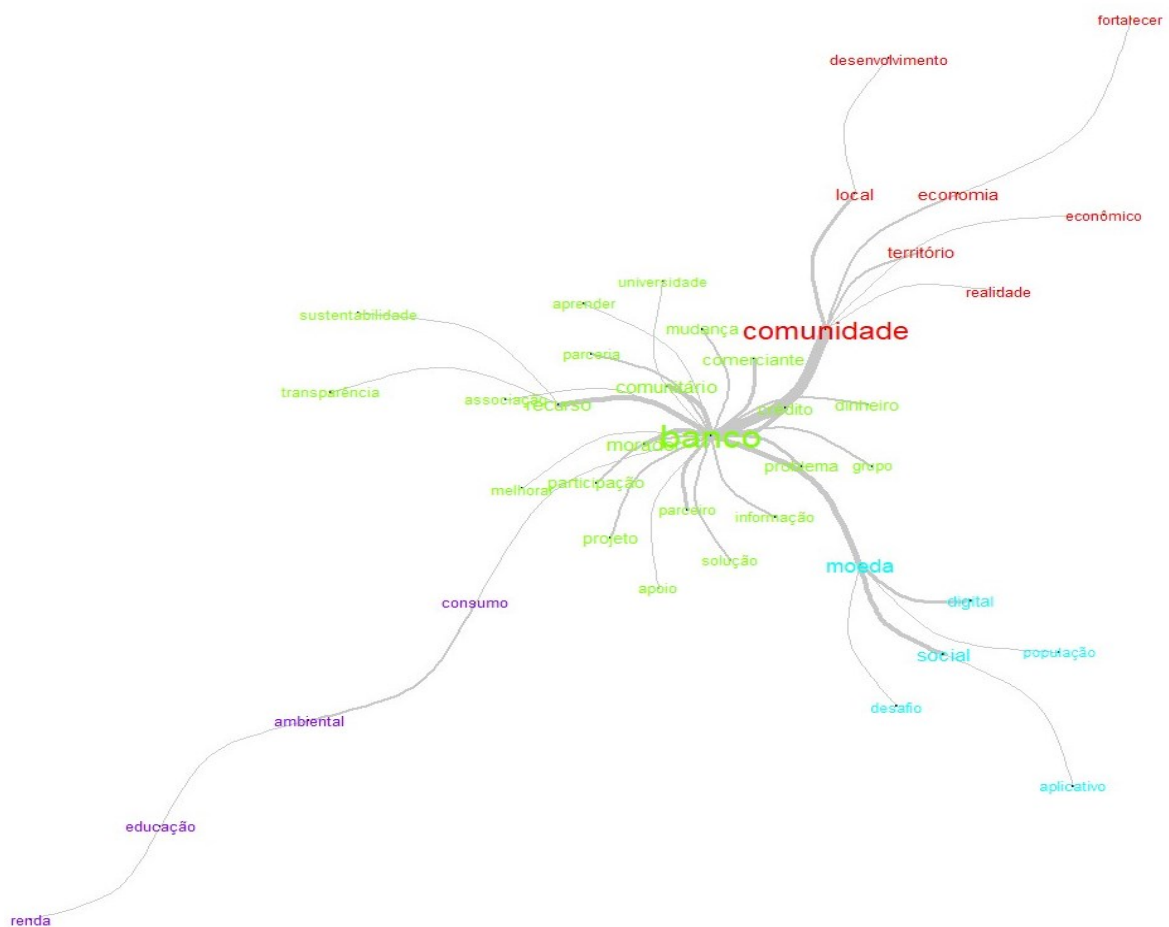 fortalecer
desenvolvimento
local
economia
econômico
território
universidade
realidade
aprender
sustentabilidade
mudança
comunidade
parceria
comerciante
comunitário
transparência
associação
recurso
crédito
dinheiro
banco
morador
problema
grupo
participação
melhorar
parceiro
informação
projeto
solução
moeda
apoio
consumo
digital
social
população
desafio
ambiental
aplicativo
educação
renda